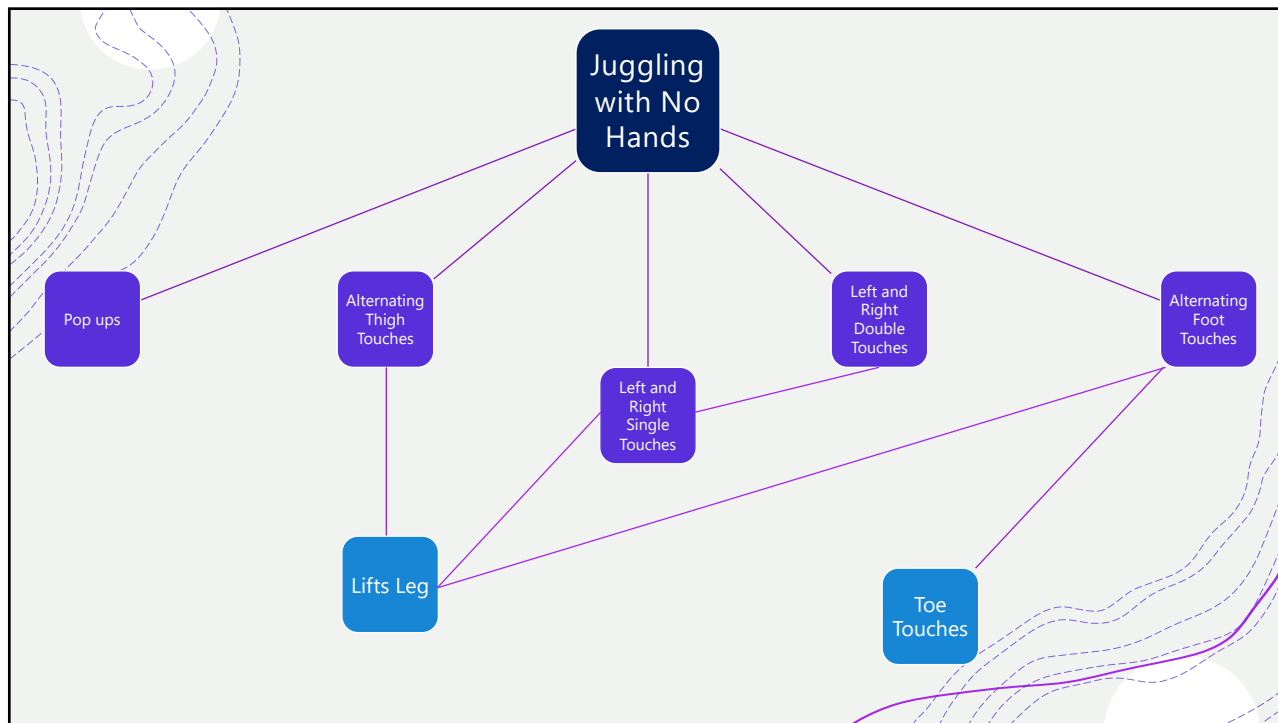 Juggling
with No
Hands
Pop ups
Alternating
Thigh
Touches
Left and
Right
Single
Touches
Left and
Right
Double
Touches
Alternating
Foot
Touches
Lifts Leg
Toe
Touches